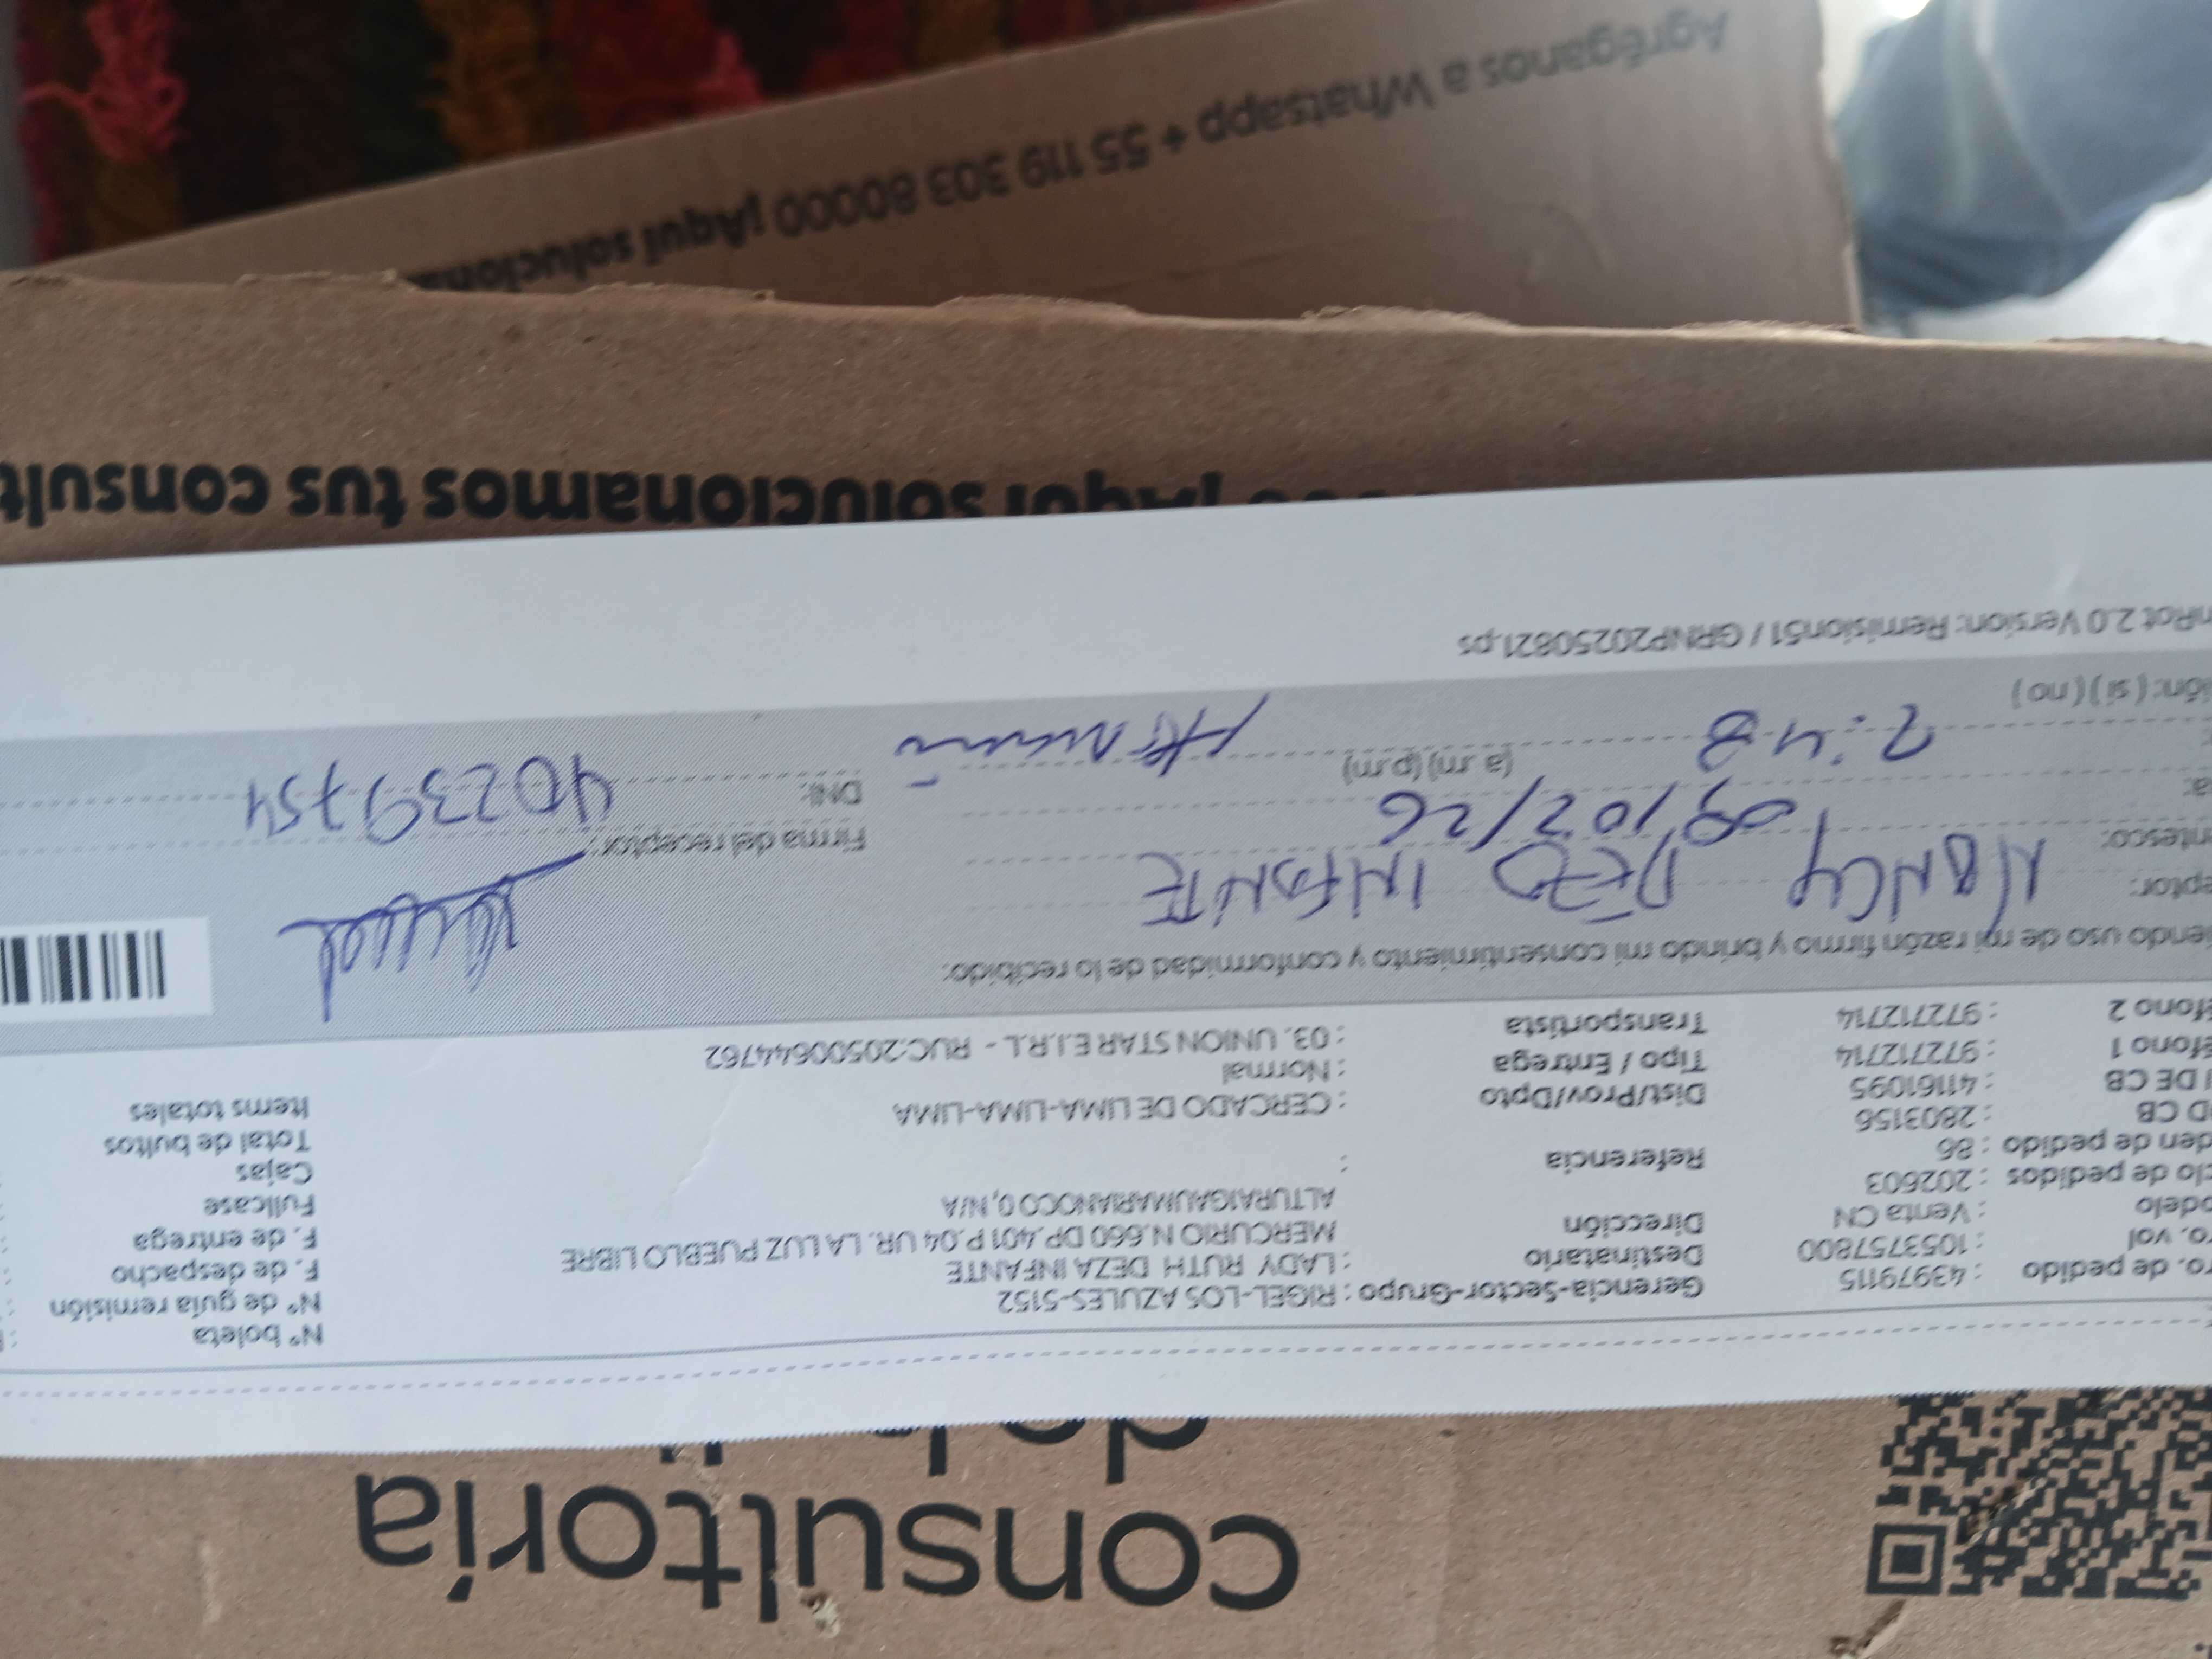 consultoría
ro. de pedido : 43979115
ro. vol : 1053757800
odelo : Venta CN
clo de pedidos : 202603
den de pedido : 86
OD CB : 2803156
I DE CB : 41161095
éfono 1 : 972712714
éfono 2 : 972712714
Gerencia-Sector-Grupo : RIGEL-LOS AZULES-5152
Destinatario : LADY RUTH DEZA INFANTE
Dirección MERCURIO N.660 DP.401 P.04 UR. LA LUZ PUEBLO LIBRE
ALTURAIGAUMARIANOCO 0, N/A
Referencia :
Dist/Prov/Dpto : CERCADO DE LIMA-LIMA-LIMA
Tipo / Entrega : Normal
Transportista : 03. UNION STAR E.I.R.L - RUC:20500644762
N° boleta :
N° de guía remisión :
F. de despacho :
F. de entrega :
Fullcase
Cajas
Total de bultos
Items totales
iendo uso de mi razón firmo y brindo mi consentimiento y conformidad de lo recibido:
eptor: NANCY DEZA INFANTE
ntesco:
a: 09/02/26
2:48 (a .m) (p.m)
ión: ( si ) ( no )
Firma del receptor:
DNI: 40239754
nRot 2.0 Version: Remision51 / GRNP20250821.ps
¡Aquí solucionamos tus consult
Agréganos a Whatsapp + 55 119 303 80000 ¡Aquí soluciona